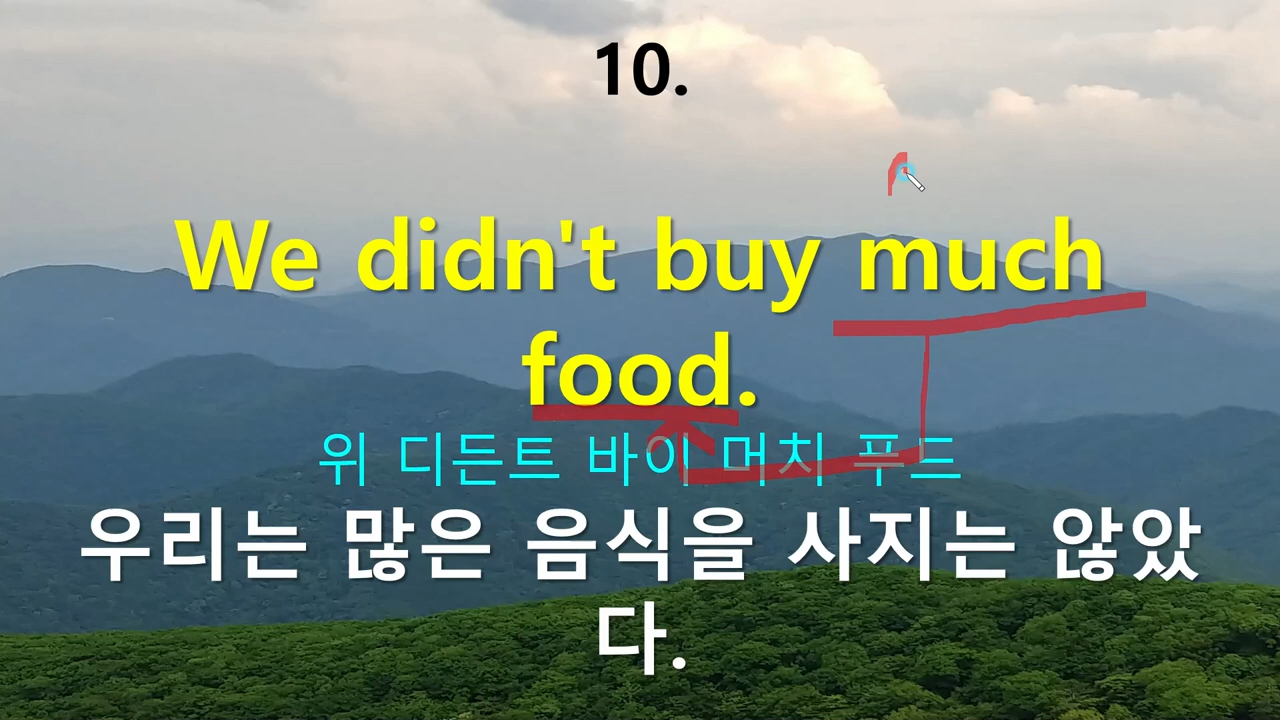 10.
We didn't buy much
food.
위 디든트 바이 머치 푸드
우리는 많은 음식을 사지는 않았
다.